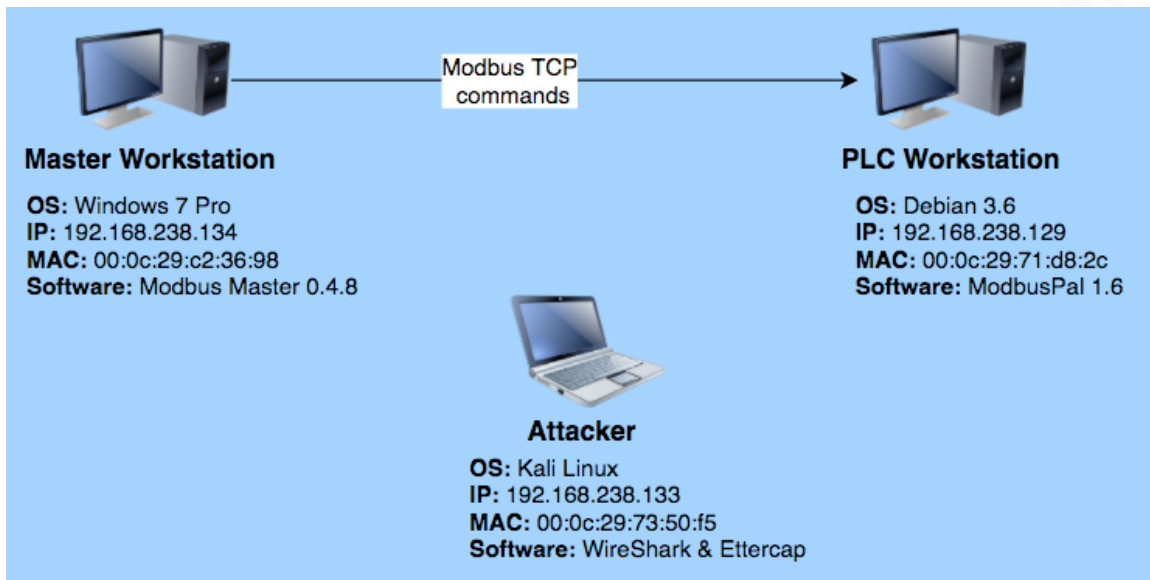 Modbus TCP
commands
Master Workstation
OS: Windows 7 Pro
IP: 192.168.238.134
MAC: 00:0c:29:c2:36:98
Software: Modbus Master 0.4.8
PLC Workstation
OS: Debian 3.6
IP: 192.168.238.129
MAC: 00:0c:29:71:d8:2c
Software: ModbusPal 1.6
Attacker
OS: Kali Linux
IP: 192.168.238.133
MAC: 00:0c:29:73:50:f5
Software: WireShark & Ettercap